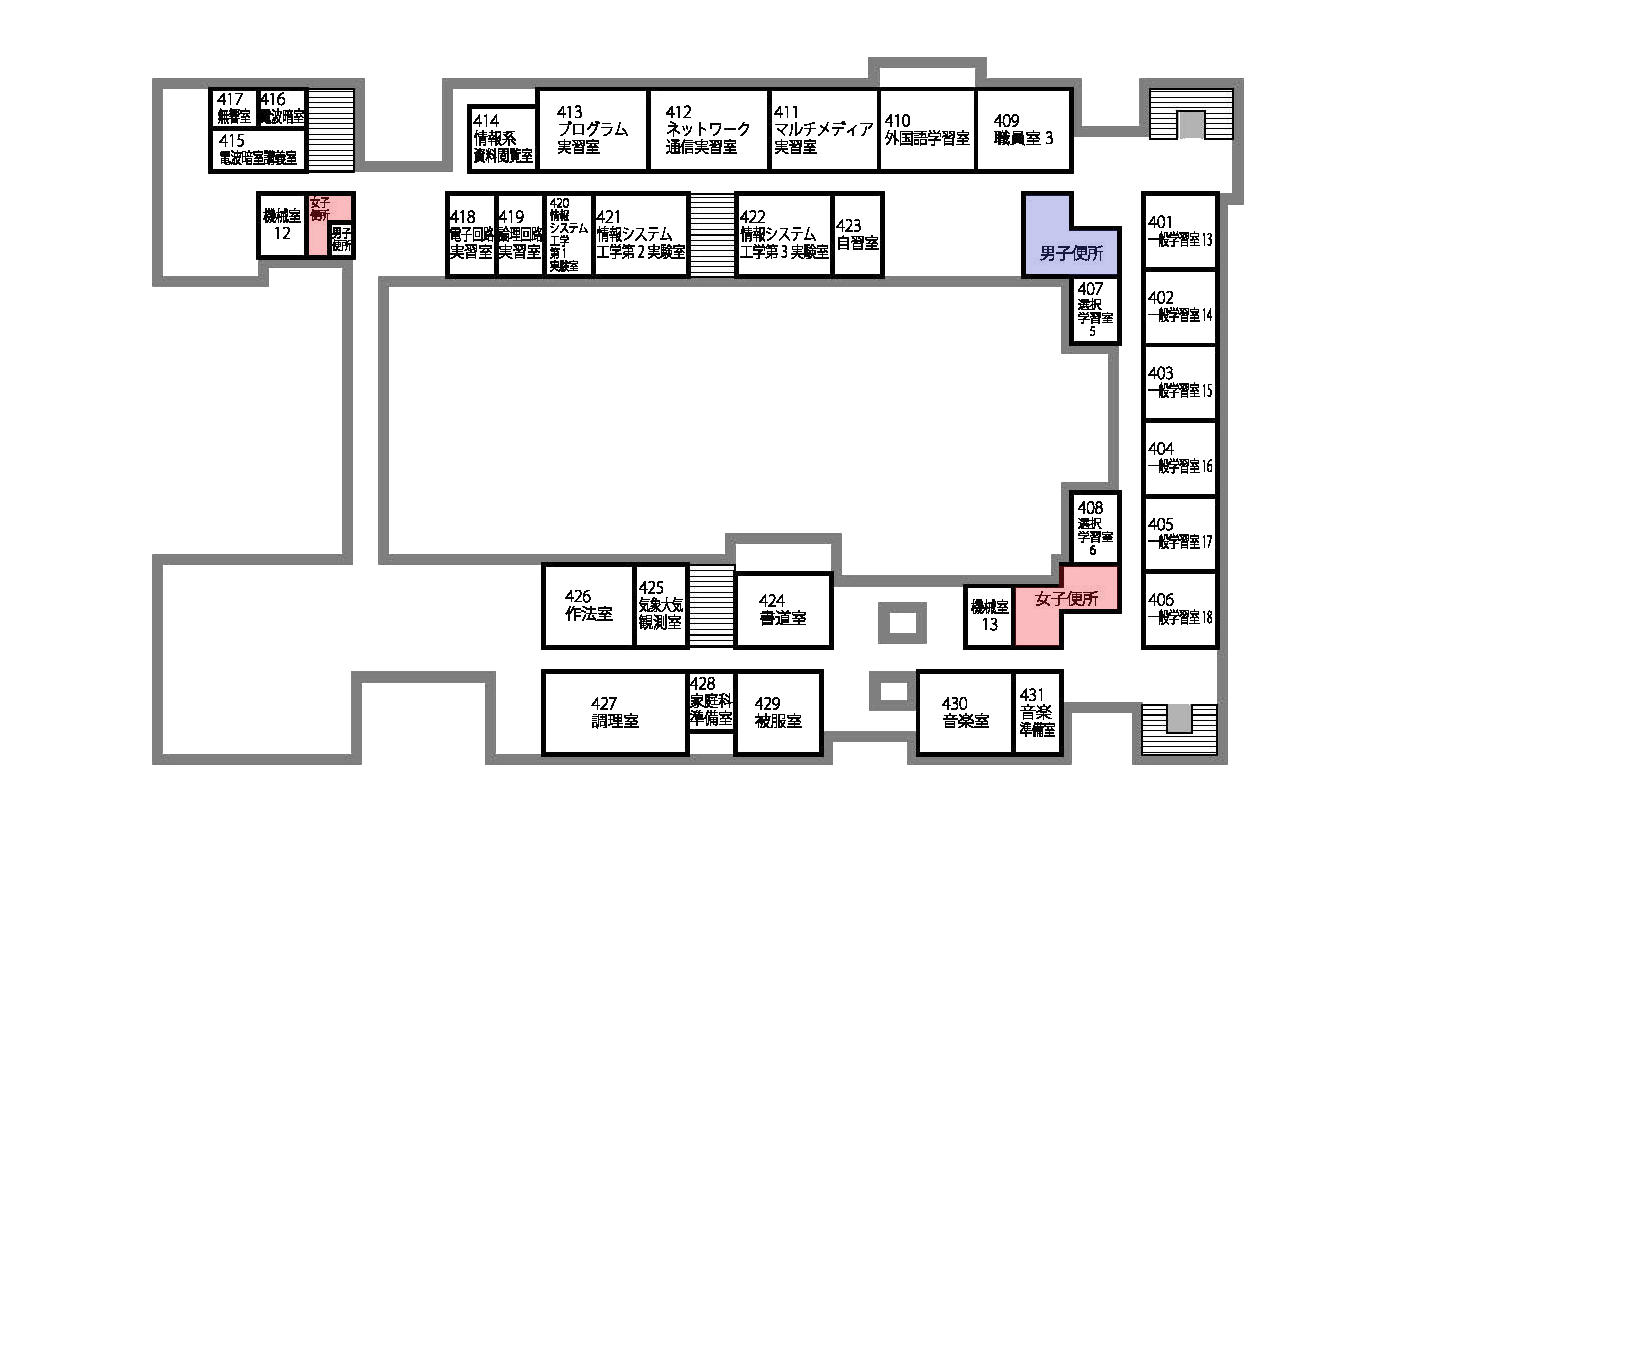 417
無響室
416
電波暗室
415
電波暗室講義室
414
情報系
資料閲覧室
413
プログラム
実習室
412
ネットワーク
通信実習室
411
マルチメディア
実習室
410
外国語学習室
409
職員室 3
機械室
12
女子
便所
男子
便所
418
電子回路
実習室
419
論理回路
実習室
420
情報
システム
工学
第 1
実験室
421
情報システム
工学第 2 実験室
422
情報システム
工学第 3 実験室
423
自習室
男子便所
407
選択
学習室
5
401
一般学習室 13
402
一般学習室 14
403
一般学習室 15
404
一般学習室 16
405
一般学習室 17
406
一般学習室 18
408
選択
学習室
6
女子便所
機械室
13
426
作法室
425
気象大気
観測室
424
書道室
427
調理室
428
家庭科
準備室
429
被服室
430
音楽室
431
音楽
準備室